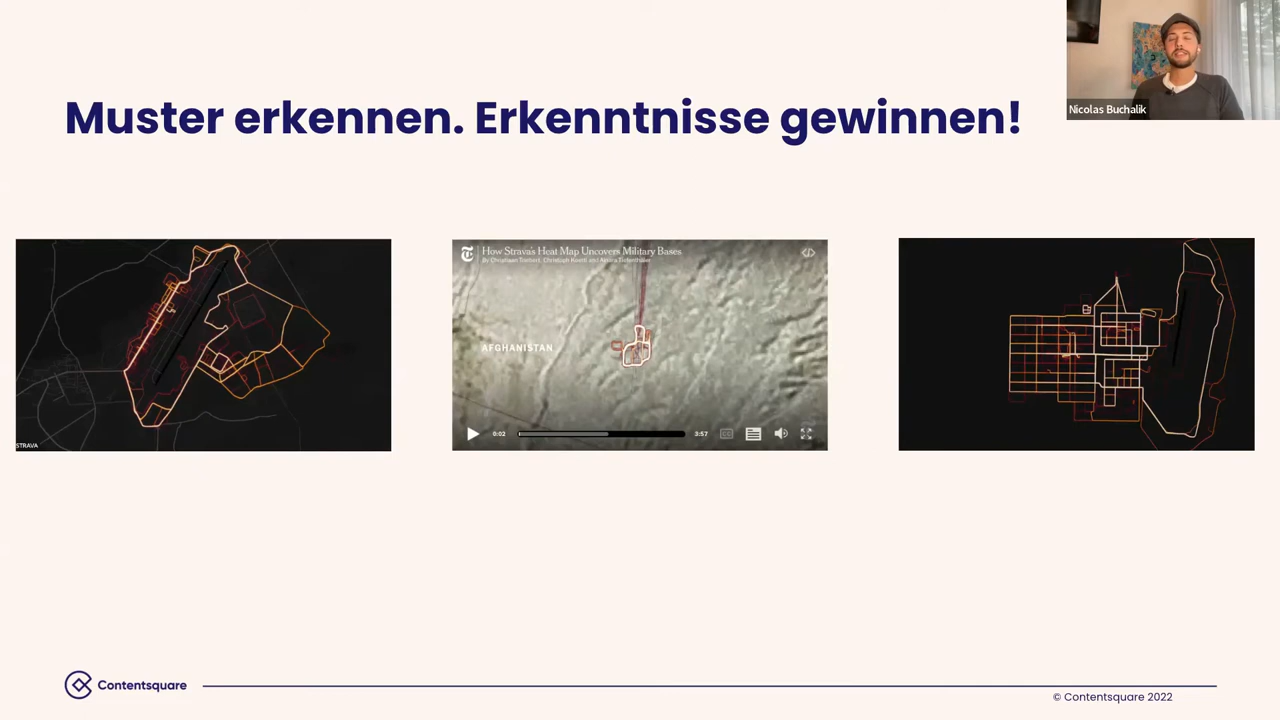 Muster erkennen. Erkenntnisse gewinnen!
Nicolas Buchalik
STRAVA
How Strava's Heat Map Uncovers Military Bases
AFGHANISTAN
0:02
3:57
Contentsquare
© Contentsquare 2022